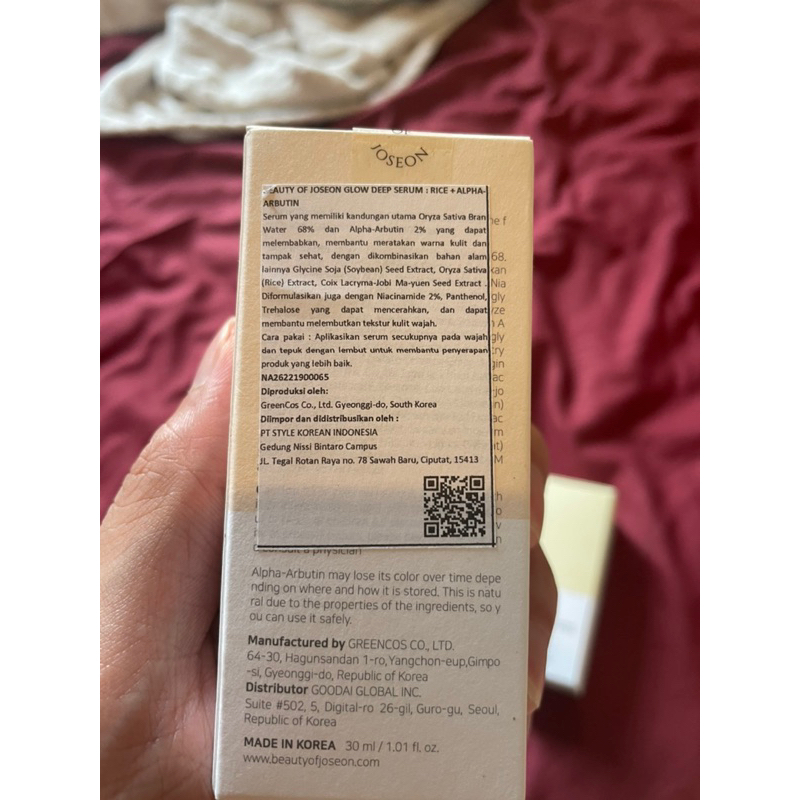 JOSEON
BEAUTY OF JOSEON GLOW DEEP SERUM : RICE + ALPHA-
ARBUTIN
Serum yang memiliki kandungan utama Oryza Sativa Bran
Water 68% dan Alpha-Arbutin 2% yang dapat
melembabkan, membantu meratakan warna kulit dan
tampak sehat, dengan dikombinasikan bahan alam
lainnya Glycine Soja (Soybean) Seed Extract, Oryza Sativa
(Rice) Extract, Coix Lacryma-Jobi Ma-yuen Seed Extract .
Diformulasikan juga dengan Niacinamide 2%, Panthenol,
Trehalose yang dapat mencerahkan, dan dapat
membantu melembutkan tekstur kulit wajah.
Cara pakai : Aplikasikan serum secukupnya pada wajah
dan tepuk dengan lembut untuk membantu penyerapan
produk yang lebih baik.
NA26221900065
Diproduksi oleh:
GreenCos Co., Ltd. Gyeonggi-do, South Korea
Diimpor dan didistribusikan oleh :
PT STYLE KOREAN INDONESIA
Gedung Nissi Bintaro Campus
JL. Tegal Rotan Raya no. 78 Sawah Baru, Ciputat, 15413
consult a physician)
Alpha-Arbutin may lose its color over time depe
nding on where and how it is stored. This is natu
ral due to the properties of the ingredients, so y
ou can use it safely.
Manufactured by GREENCOS CO., LTD.
64-30, Hagunsandan 1-ro, Yangchon-eup,Gimpo
-si, Gyeonggi-do, Republic of Korea
Distributor GOODAI GLOBAL INC.
Suite #502, 5, Digital-ro 26-gil, Guro-gu, Seoul,
Republic of Korea
MADE IN KOREA 30 ml / 1.01 fl. oz.
www.beautyofjoseon.com